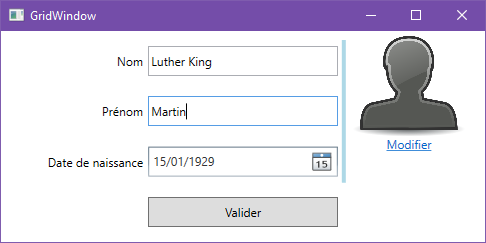 GridWindow
Nom Luther King
Prénom Martin
Date de naissance 15/01/1929 15
Modifier
Valider